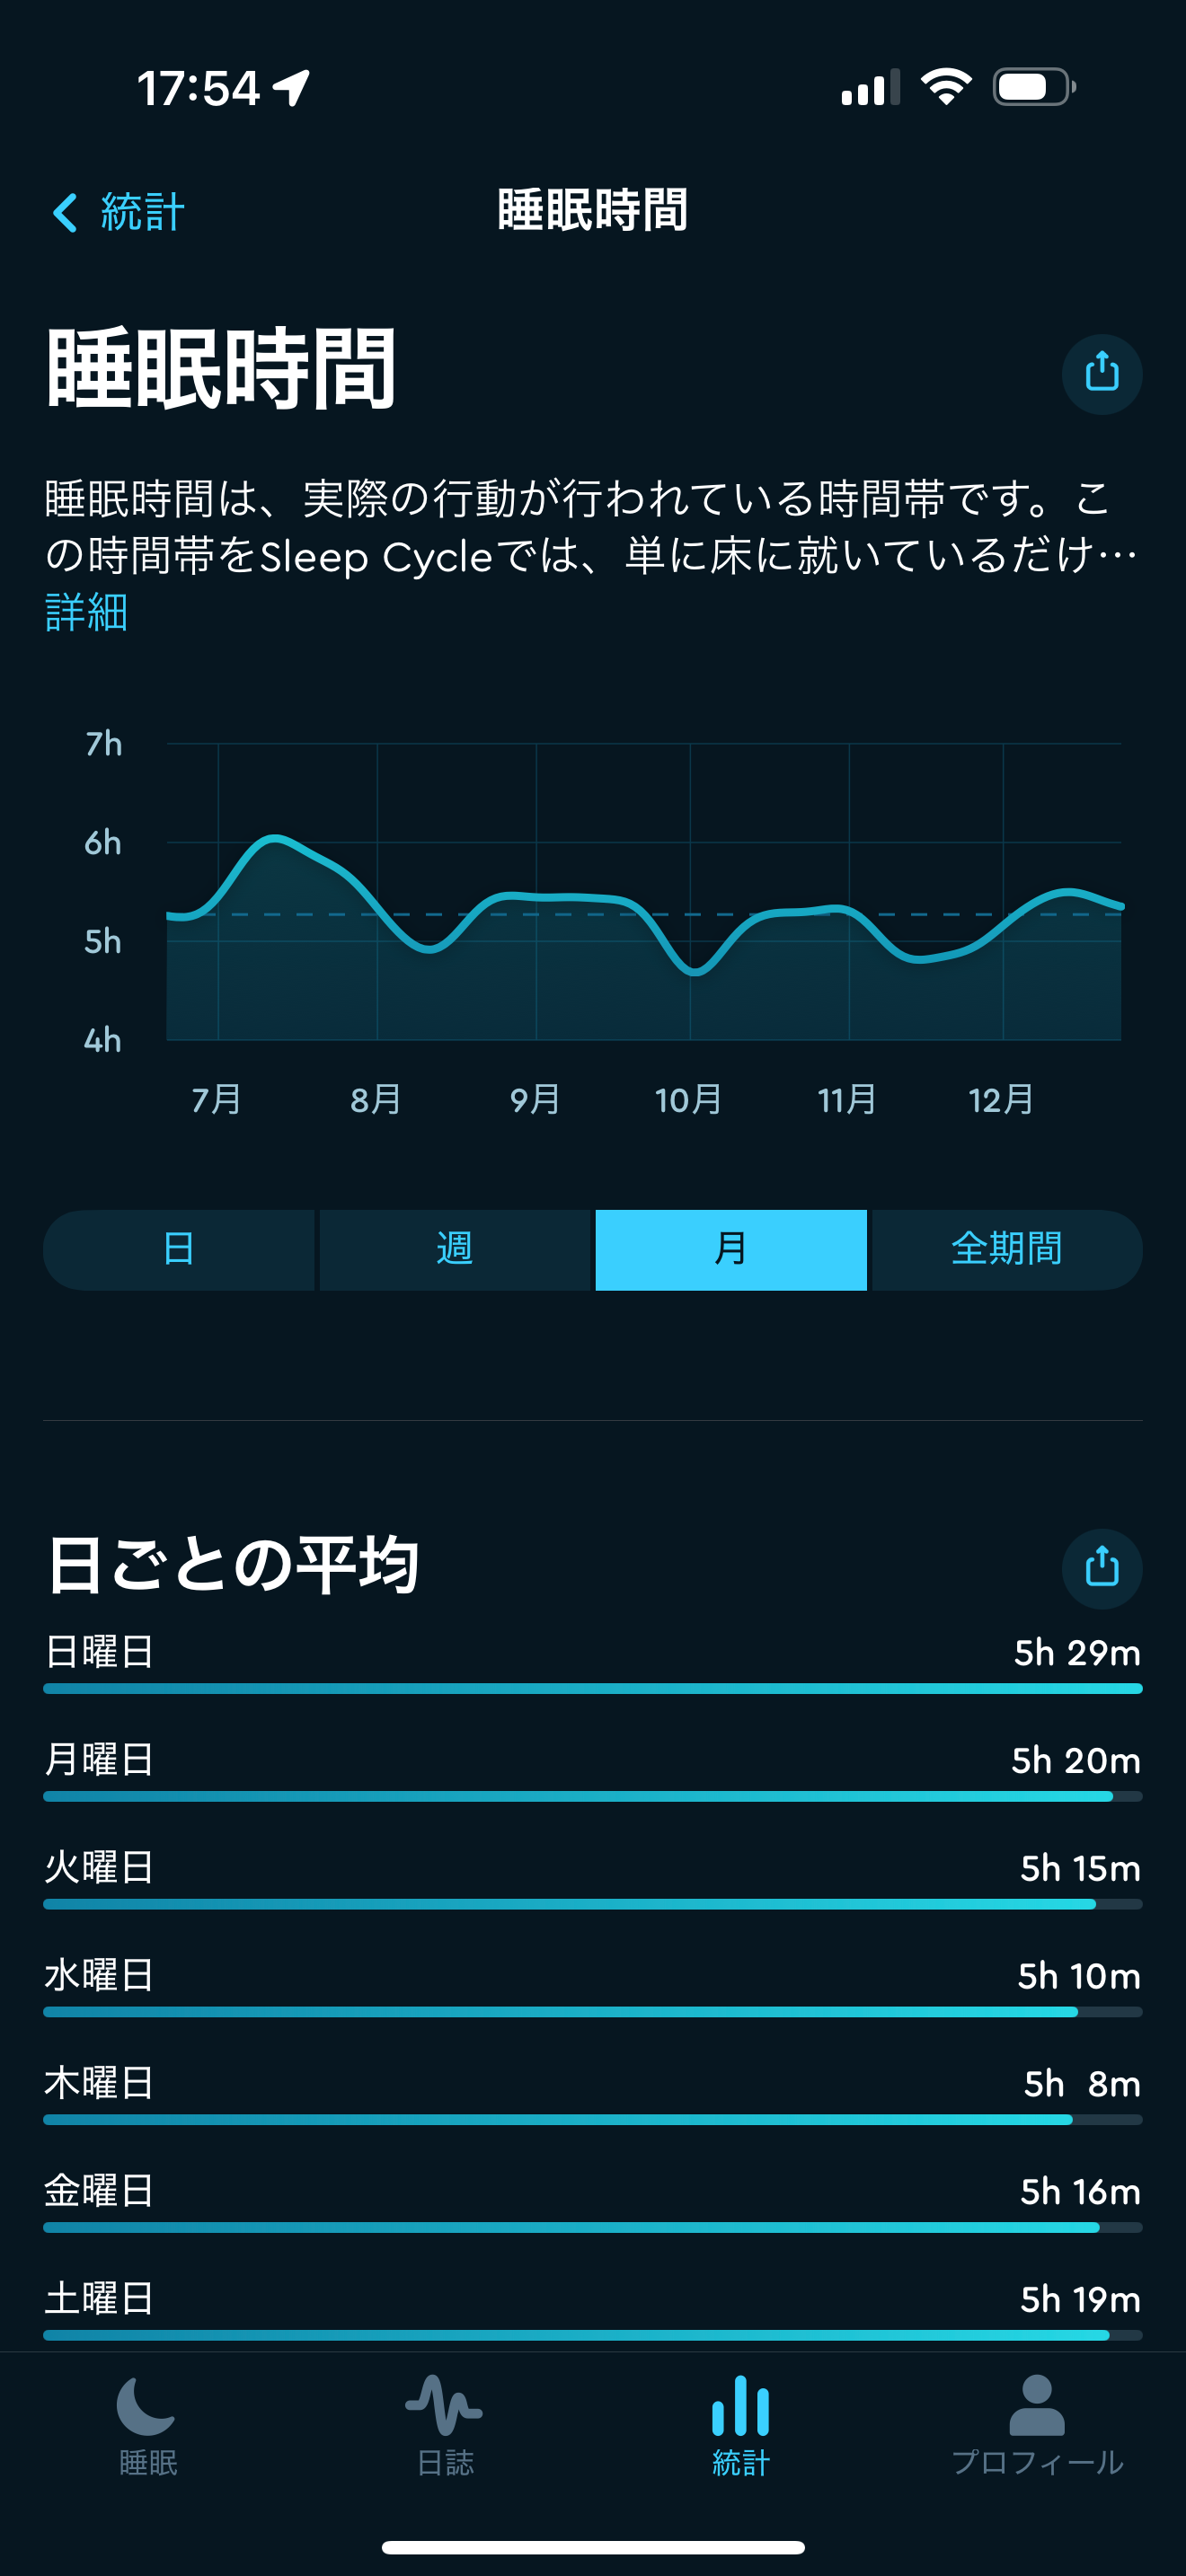 17:54
統計
睡眠時間
睡眠時間
睡眠時間は、実際の行動が行われている時間帯です。こ
の時間帯をSleep Cycleでは、単に床に就いているだけ…
詳細
7h
6h
5h
4h
7月 8月 9月 10月 11月 12月
日 週 月 全期間
日ごとの平均
日曜日 5h 29m
月曜日 5h 20m
火曜日 5h 15m
水曜日 5h 10m
木曜日 5h 8m
金曜日 5h 16m
土曜日 5h 19m
睡眠 日誌 統計 プロフィール